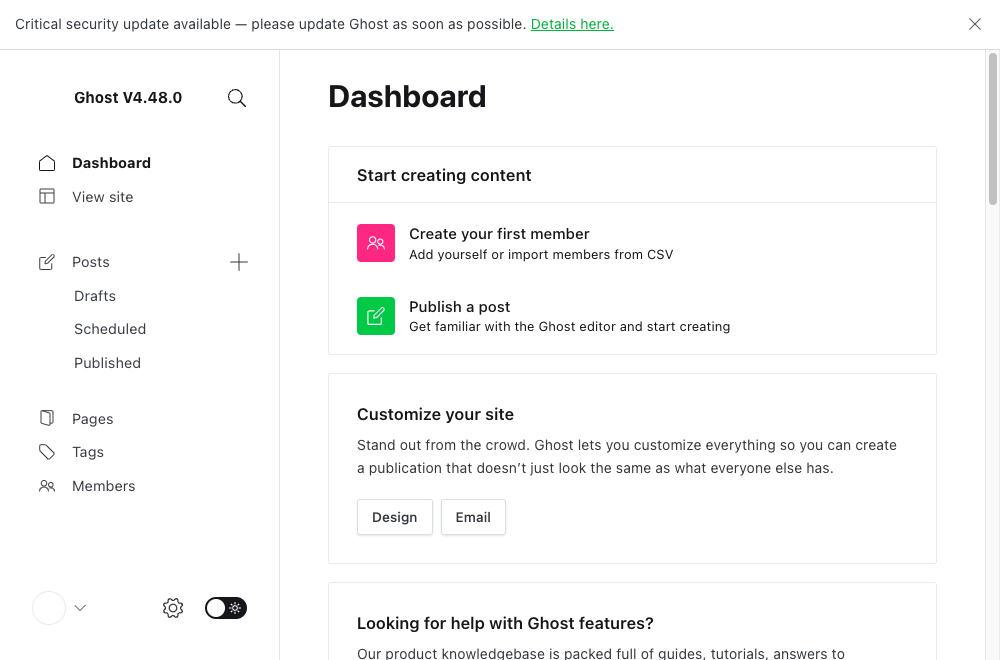 Critical security update available — please update Ghost as soon as possible. Details here.
Ghost V4.48.0
Dashboard
View site
Posts
Drafts
Scheduled
Published
Pages
Tags
Members
Dashboard
Start creating content
Create your first member
Add yourself or import members from CSV
Publish a post
Get familiar with the Ghost editor and start creating
Customize your site
Stand out from the crowd. Ghost lets you customize everything so you can create
a publication that doesn’t just look the same as what everyone else has.
Design
Email
Looking for help with Ghost features?
Our product knowledgebase is packed full of guides, tutorials, answers to